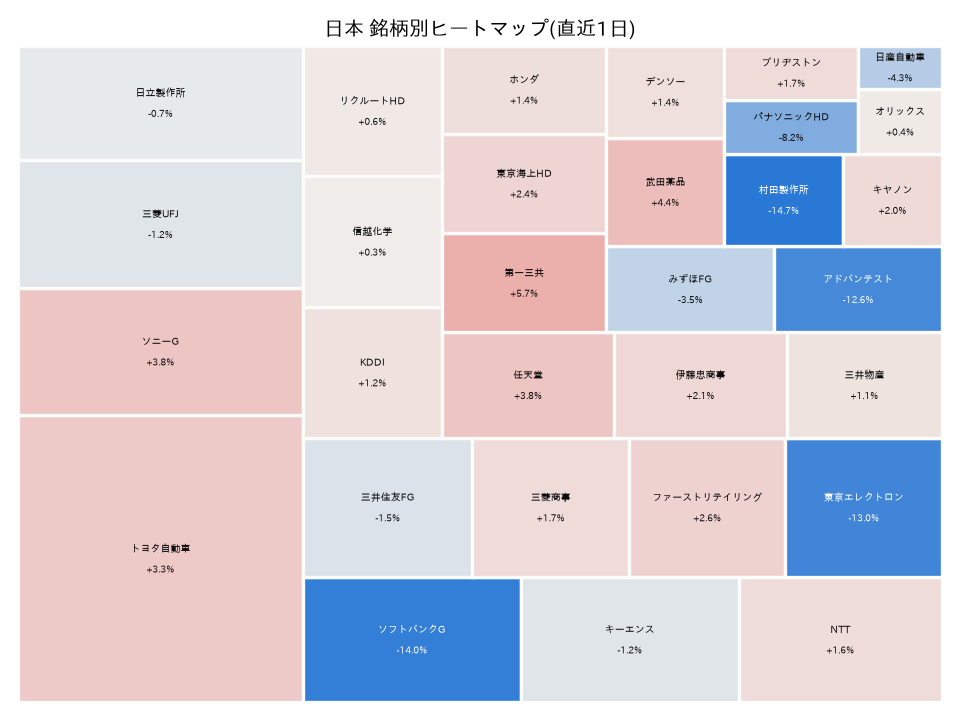 日本 銘柄別ヒートマップ(直近1日)
日立製作所
-0.7%
三菱UFJ
-1.2%
ソニーG
+3.8%
トヨタ自動車
+3.3%
リクルートHD
+0.6%
信越化学
+0.3%
KDDI
+1.2%
ホンダ
+1.4%
東京海上HD
+2.4%
第一三共
+5.7%
デンソー
+1.4%
武田薬品
+4.4%
ブリヂストン
+1.7%
パナソニックHD
-8.2%
日産自動車
-4.3%
オリックス
+0.4%
村田製作所
-14.7%
キヤノン
+2.0%
みずほFG
-3.5%
アドバンテスト
-12.6%
任天堂
+3.8%
伊藤忠商事
+2.1%
三井物産
+1.1%
三井住友FG
-1.5%
三菱商事
+1.7%
ファーストリテイリング
+2.6%
東京エレクトロン
-13.0%
ソフトバンクG
-14.0%
キーエンス
-1.2%
NTT
+1.6%